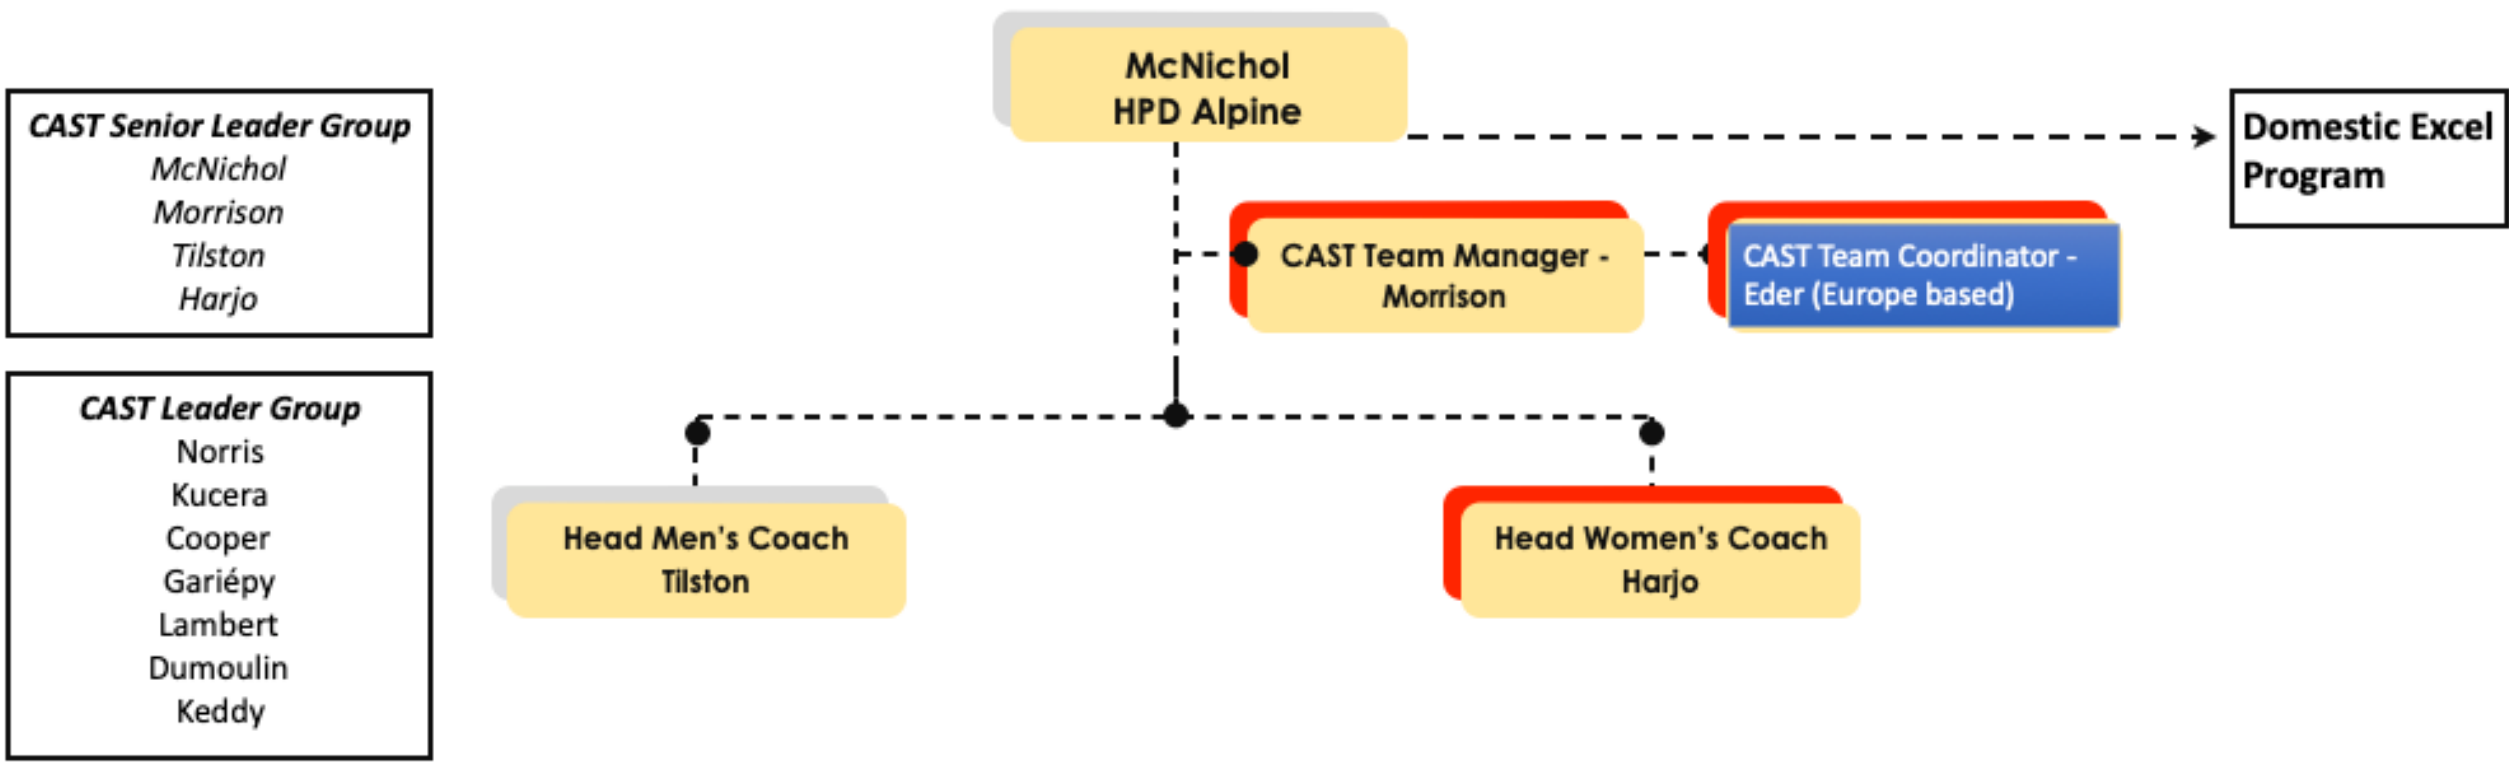 McNichol
HPD Alpine
CAST Senior Leader Group
McNichol
Morrison
Tilston
Harjo
Domestic Excel
Program
CAST Team Manager -
Morrison
CAST Team Coordinator -
Eder (Europe based)
CAST Leader Group
Norris
Kucera
Cooper
Gariépy
Lambert
Dumoulin
Keddy
Head Men's Coach
Tilston
Head Women's Coach
Harjo